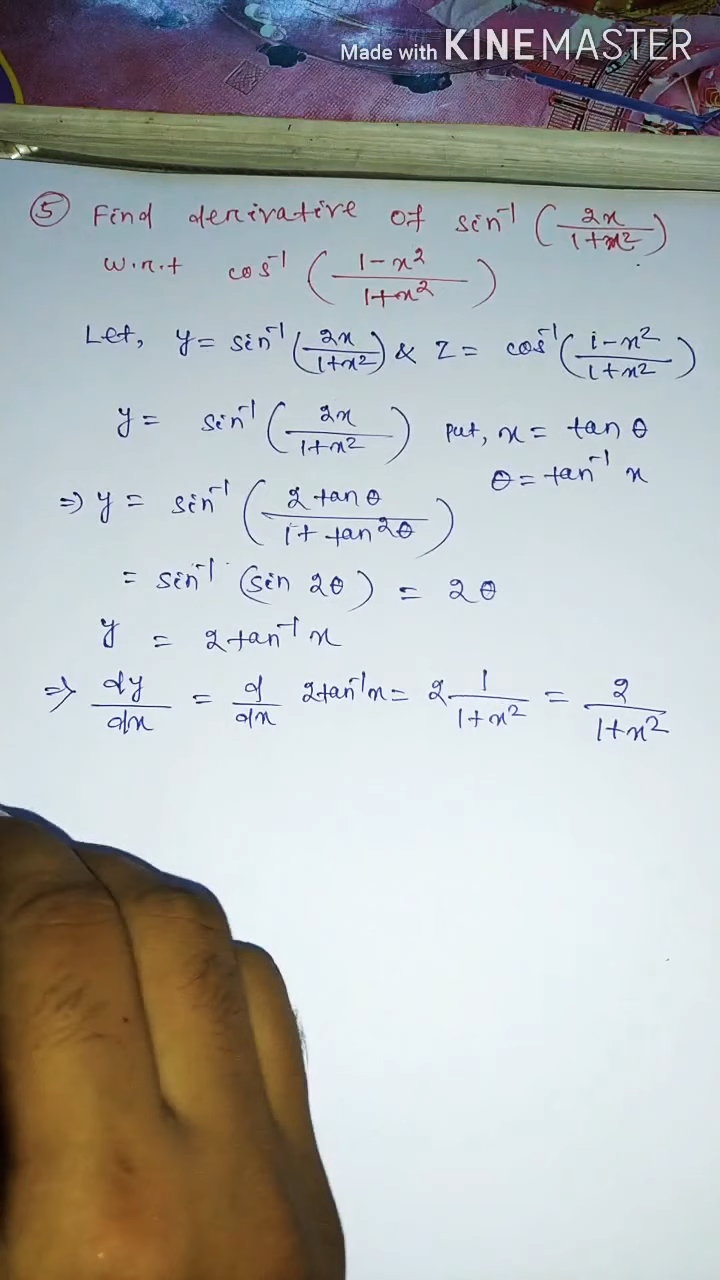 Made with KINEMASTER
⑤ Find derivative of sin⁻¹ (2x/(1+x²))
w.r.t cos⁻¹ ((1-x²)/(1+x²))
Let, y = sin⁻¹ (2x/(1+x²)) & Z = cos⁻¹ ((1-x²)/(1+x²))
y = sin⁻¹ (2x/(1+x²)) put, x = tan θ
θ = tan⁻¹ x
⇒ y = sin⁻¹ (2 tan θ/(1 + tan²θ))
= sin⁻¹ (sin 2θ) = 2θ
y = 2 tan⁻¹ x
⇒ dy/dx = d/dx 2tan⁻¹x = 2 1/(1+x²) = 2/(1+x²)